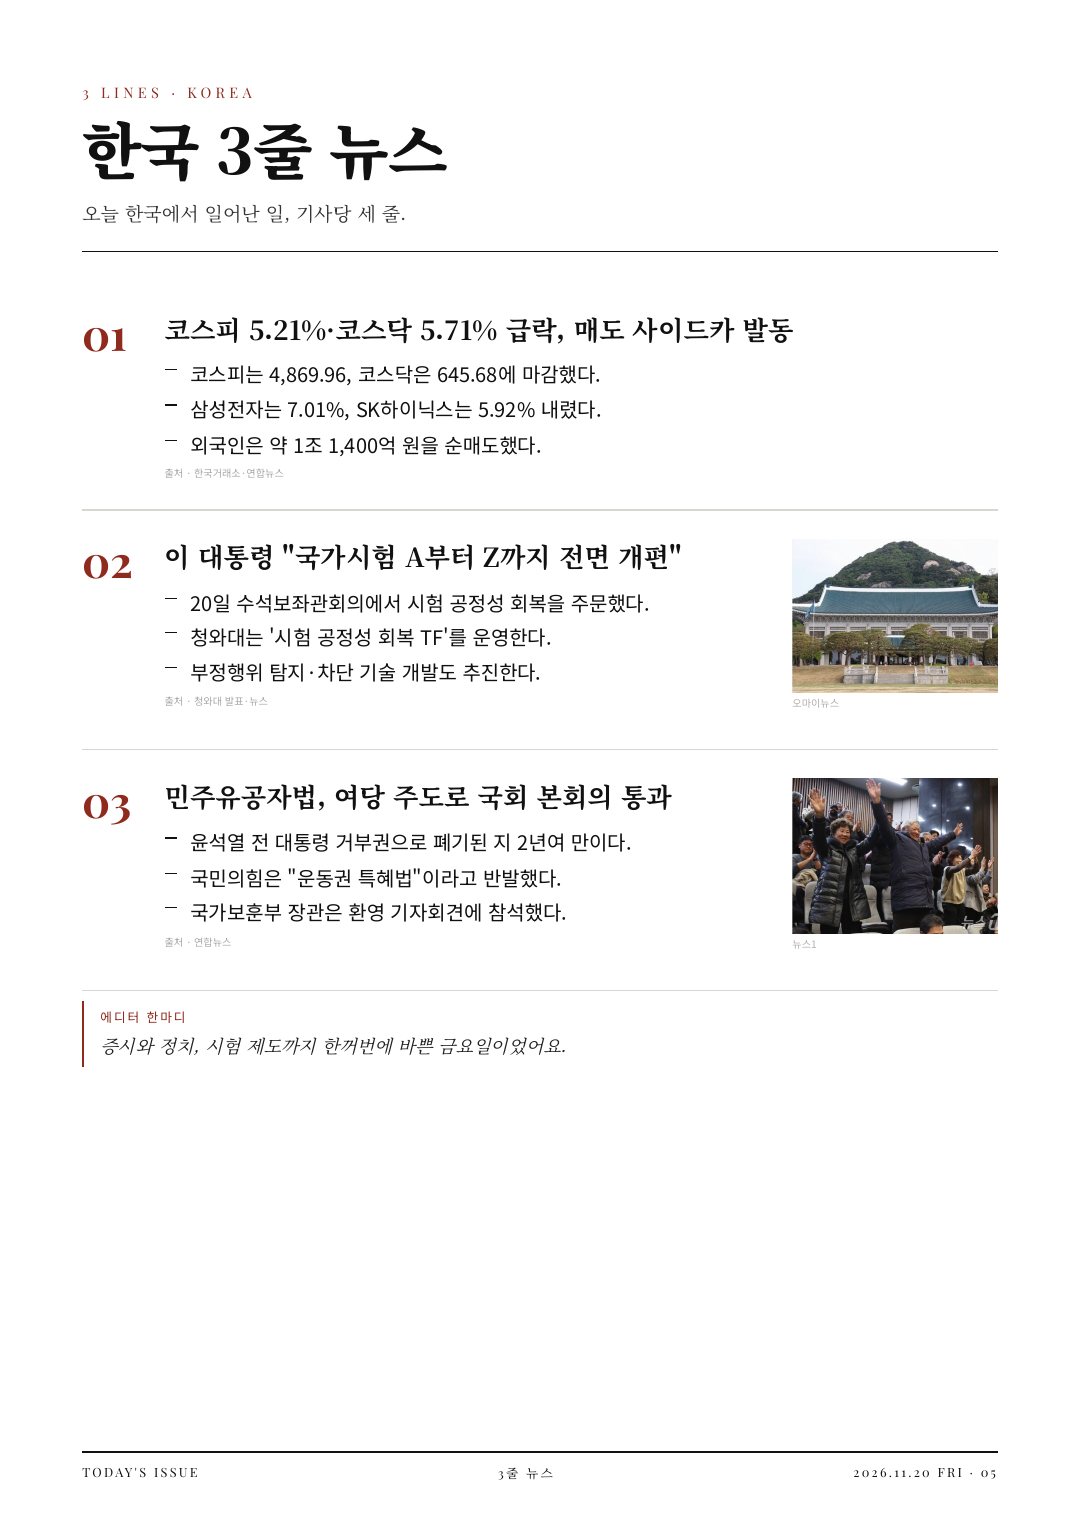 3 LINES · KOREA
한국 3줄 뉴스
오늘 한국에서 일어난 일, 기사당 세 줄.
01
코스피 5.21%·코스닥 5.71% 급락, 매도 사이드카 발동
— 코스피는 4,869.96, 코스닥은 645.68에 마감했다.
— 삼성전자는 7.01%, SK하이닉스는 5.92% 내렸다.
— 외국인은 약 1조 1,400억 원을 순매도했다.
출처 · 한국거래소·연합뉴스
02
이 대통령 "국가시험 A부터 Z까지 전면 개편"
— 20일 수석보좌관회의에서 시험 공정성 회복을 주문했다.
— 청와대는 '시험 공정성 회복 TF'를 운영한다.
— 부정행위 탐지·차단 기술 개발도 추진한다.
출처 · 청와대 발표·뉴스
오마이뉴스
03
민주유공자법, 여당 주도로 국회 본회의 통과
— 윤석열 전 대통령 거부권으로 폐기된 지 2년여 만이다.
— 국민의힘은 "운동권 특혜법"이라고 반발했다.
— 국가보훈부 장관은 환영 기자회견에 참석했다.
출처 · 연합뉴스
뉴스1
뉴스1
에디터 한마디
증시와 정치, 시험 제도까지 한꺼번에 바쁜 금요일이었어요.
TODAY'S ISSUE
3줄 뉴스
2026.11.20 FRI · 05